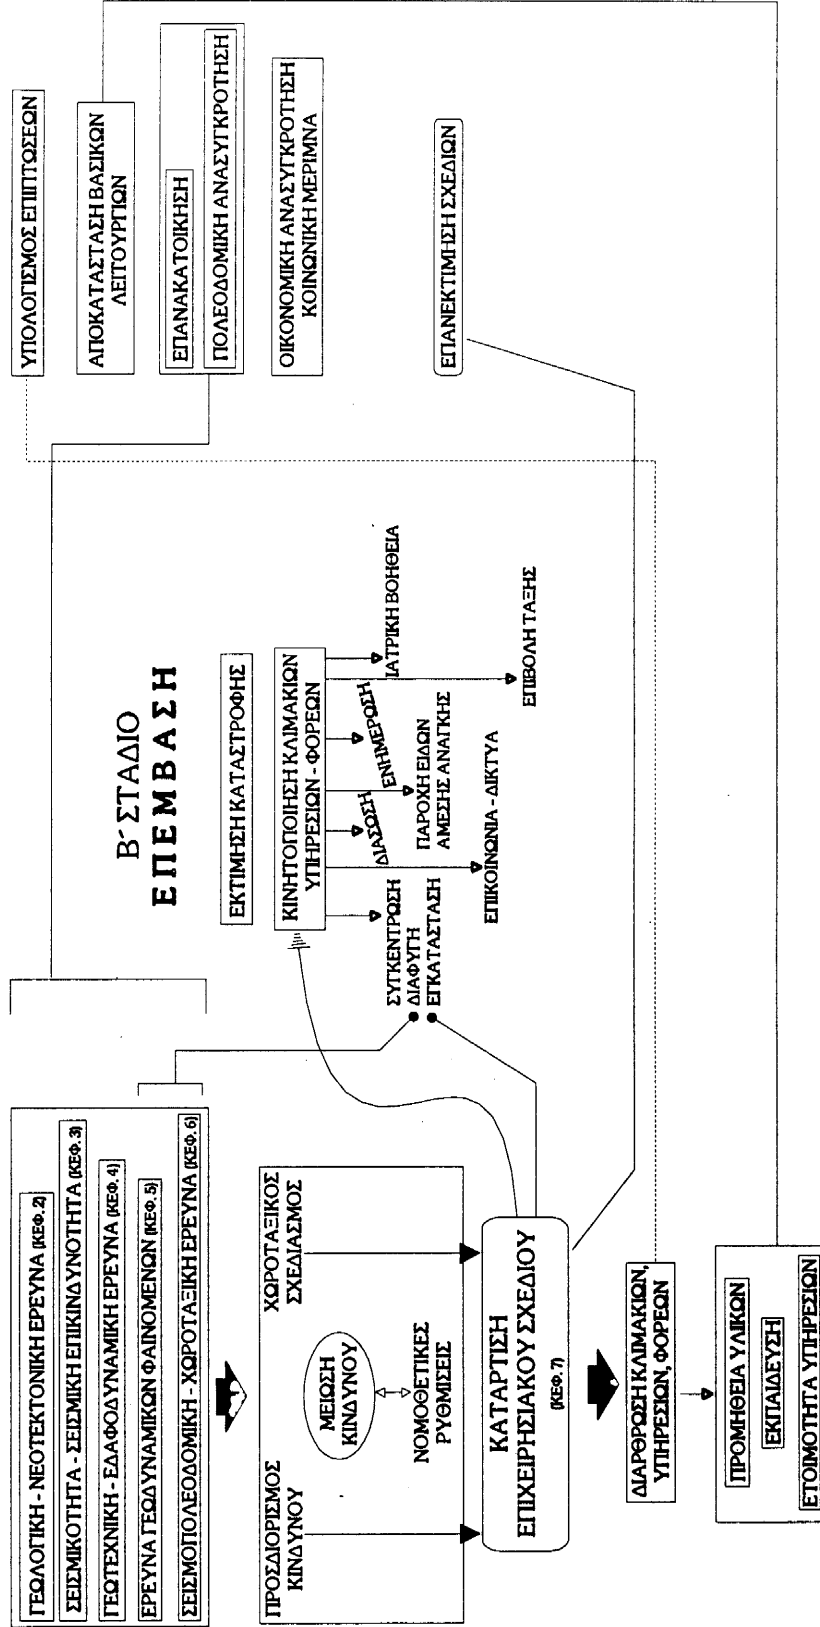 ΓΕΩΛΟΓΙΚΗ - ΝΕΟΤΕΚΤΟΝΙΚΗ ΕΡΕΥΝΑ (ΚΕΦ. 2)
ΣΕΙΣΜΙΚΟΤΗΤΑ - ΣΕΙΣΜΙΚΗ ΕΠΙΚΙΝΔΥΝΟΤΗΤΑ (ΚΕΦ. 3)
ΓΕΩΤΕΧΝΙΚΗ - ΕΔΑΦΟΔΥΝΑΜΙΚΗ ΕΡΕΥΝΑ (ΚΕΦ. 4)
ΕΡΕΥΝΑ ΓΕΩΔΥΝΑΜΙΚΩΝ ΦΑΙΝΟΜΕΝΩΝ (ΚΕΦ. 5)
ΣΕΙΣΜΟΠΟΛΕΟΔΟΜΙΚΗ - ΧΩΡΟΤΑΞΙΚΗ ΕΡΕΥΝΑ (ΚΕΦ. 6)
ΠΡΟΣΔΙΟΡΙΣΜΟΣ
ΚΙΝΔΥΝΟΥ
ΜΕΙΩΣΗ
ΚΙΝΔΥΝΟΥ
ΝΟΜΟΘΕΤΙΚΕΣ
ΡΥΘΜΙΣΕΙΣ
ΧΩΡΟΤΑΞΙΚΟΣ
ΣΧΕΔΙΑΣΜΟΣ
ΚΑΤΑΡΤΙΣΗ
ΕΠΙΧΕΙΡΗΣΙΑΚΟΥ ΣΧΕΔΙΟΥ
(ΚΕΦ. 7)
ΔΙΑΡΘΡΩΣΗ ΚΛΙΜΑΚΙΩΝ,
ΥΠΗΡΕΣΙΩΝ, ΦΟΡΕΩΝ
ΠΡΟΜΗΘΕΙΑ ΥΛΙΚΩΝ
ΕΚΠΑΙΔΕΥΣΗ
ΕΤΟΙΜΟΤΗΤΑ ΥΠΗΡΕΣΙΩΝ
Β´ ΣΤΑΔΙΟ
ΕΠΕΜΒΑΣΗ
ΕΚΤΙΜΗΣΗ ΚΑΤΑΣΤΡΟΦΗΣ
ΚΙΝΗΤΟΠΟΙΗΣΗ ΚΛΙΜΑΚΙΩΝ
ΥΠΗΡΕΣΙΩΝ - ΦΟΡΕΩΝ
ΣΥΓΚΕΝΤΡΩΣΗ
ΔΙΑΦΥΓΗ
ΕΓΚΑΤΑΣΤΑΣΗ
ΕΠΙΚΟΙΝΩΝΙΑ - ΔΙΚΤΥΑ
ΔΙΑΣΩΣΗ
ΠΑΡΟΧΗ ΕΙΔΩΝ
ΑΜΕΣΗΣ ΑΝΑΓΚΗΣ
ΕΝΗΜΕΡΩΣΗ
ΕΠΙΒΟΛΗ ΤΑΞΗΣ
ΙΑΤΡΙΚΗ ΒΟΗΘΕΙΑ
ΥΠΟΛΟΓΙΣΜΟΣ ΕΠΙΠΤΩΣΕΩΝ
ΑΠΟΚΑΤΑΣΤΑΣΗ ΒΑΣΙΚΩΝ
ΛΕΙΤΟΥΡΓΙΩΝ
ΕΠΑΝΑΚΑΤΟΙΚΗΣΗ
ΠΟΛΕΟΔΟΜΙΚΗ ΑΝΑΣΥΓΚΡΟΤΗΣΗ
ΟΙΚΟΝΟΜΙΚΗ ΑΝΑΣΥΓΚΡΟΤΗΣΗ
ΚΟΙΝΩΝΙΚΗ ΜΕΡΙΜΝΑ
ΕΠΑΝΕΚΤΙΜΗΣΗ ΣΧΕΔΙΩΝ